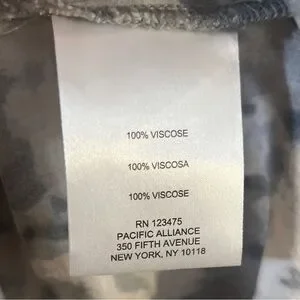 100% VISCOSE
100% VISCOSA
100% VISCOSE
RN 123475
PACIFIC ALLIANCE
350 FIFTH AVENUE
NEW YORK, NY 10118